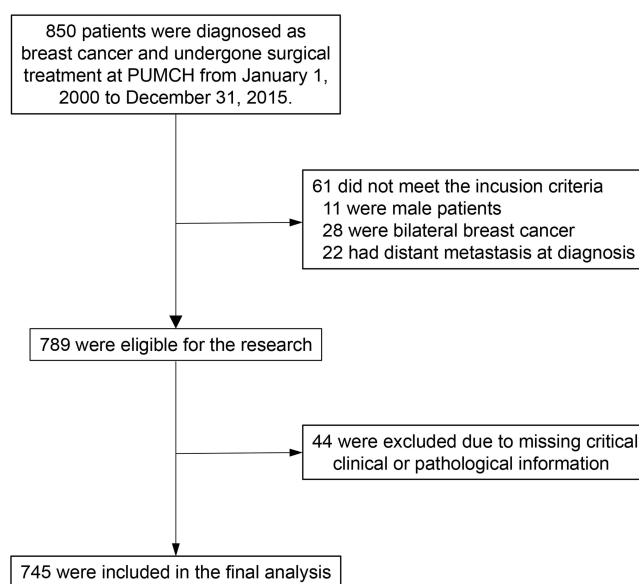 850 patients were diagnosed as
breast cancer and undergone surgical
treatment at PUMCH from January 1,
2000 to December 31, 2015.
61 did not meet the incusion criteria
11 were male patients
28 were bilateral breast cancer
22 had distant metastasis at diagnosis
789 were eligible for the research
44 were excluded due to missing critical
clinical or pathological information
745 were included in the final analysis